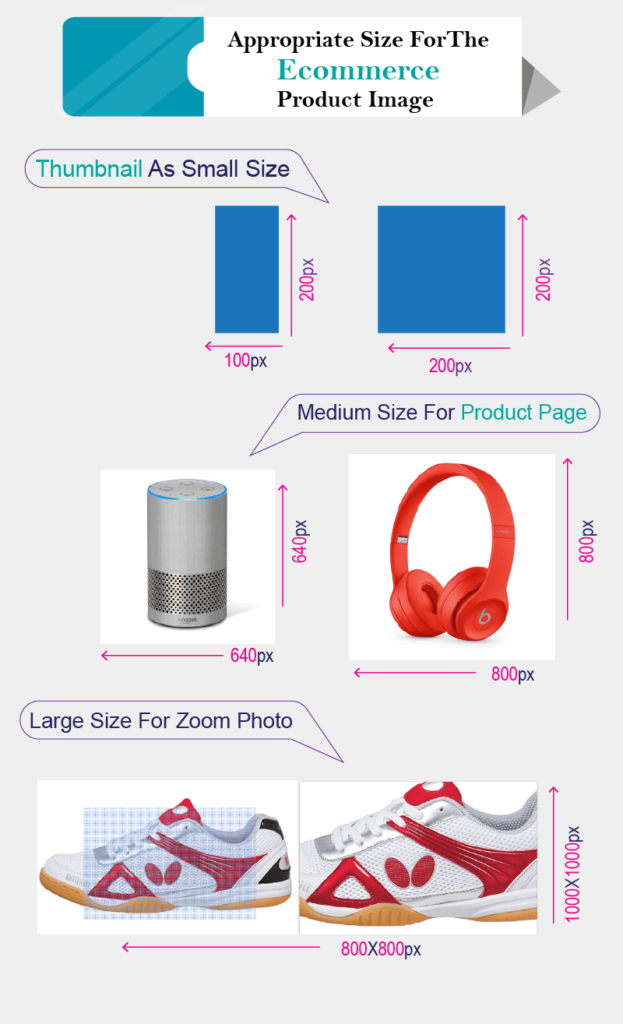 Appropriate Size ForThe
Ecommerce
Product Image
Thumbnail As Small Size
200px
200px
100px
200px
Medium Size For Product Page
640px
800px
640px
800px
Large Size For Zoom Photo
1000X1000px
800X800px